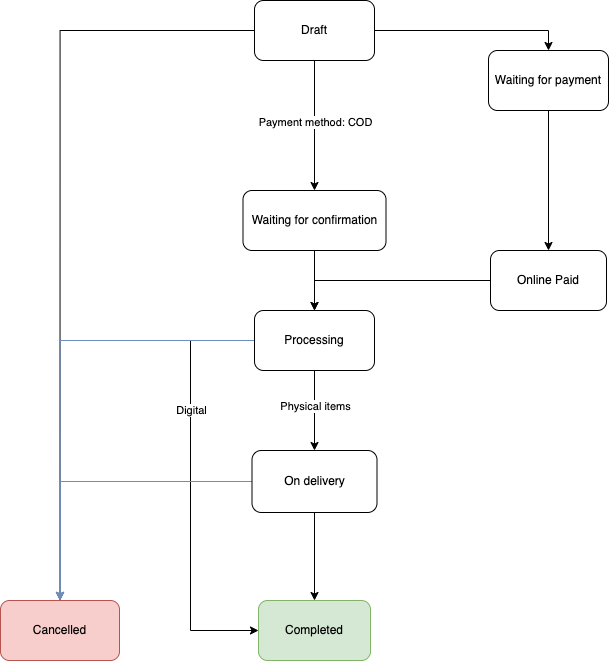 Draft
Waiting for payment
Payment method: COD
Waiting for confirmation
Online Paid
Processing
Digital
Physical items
On delivery
Cancelled
Completed